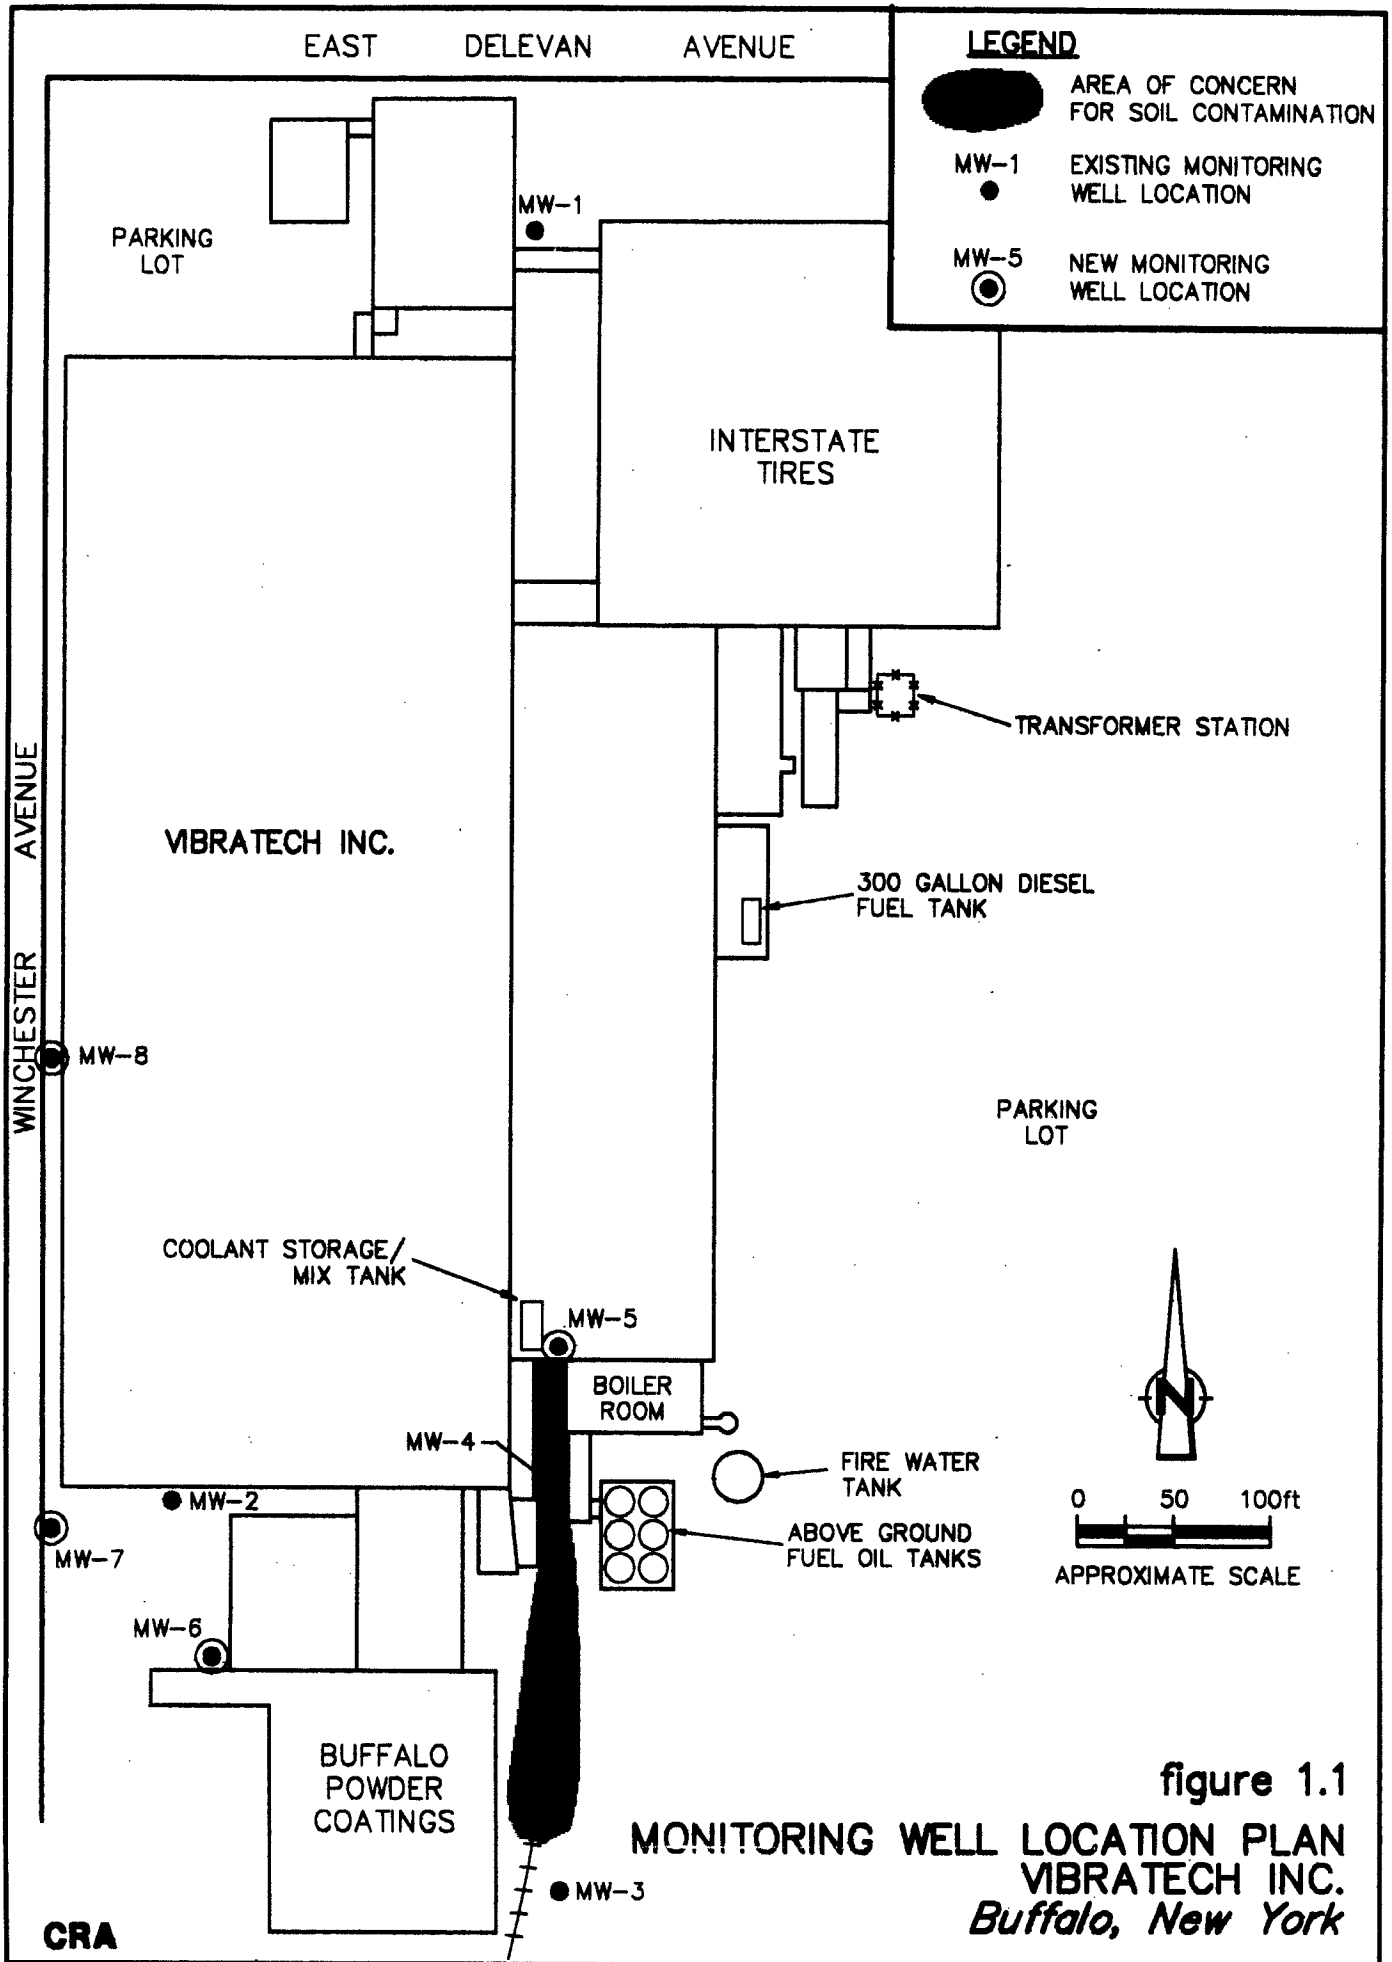 EAST DELEVAN AVENUE
LEGEND
AREA OF CONCERN
FOR SOIL CONTAMINATION
MW-1
EXISTING MONITORING
WELL LOCATION
MW-5
NEW MONITORING
WELL LOCATION
MW-1
PARKING
LOT
INTERSTATE
TIRES
TRANSFORMER STATION
WINCHESTER AVENUE
VIBRATECH INC.
300 GALLON DIESEL
FUEL TANK
MW-8
PARKING
LOT
COOLANT STORAGE/
MIX TANK
MW-5
BOILER
ROOM
N
MW-4
FIRE WATER
TANK
MW-2
0 50 100ft
APPROXIMATE SCALE
ABOVE GROUND
FUEL OIL TANKS
MW-7
MW-6
BUFFALO
POWDER
COATINGS
MW-3
figure 1.1
MONITORING WELL LOCATION PLAN
VIBRATECH INC.
Buffalo, New York
CRA